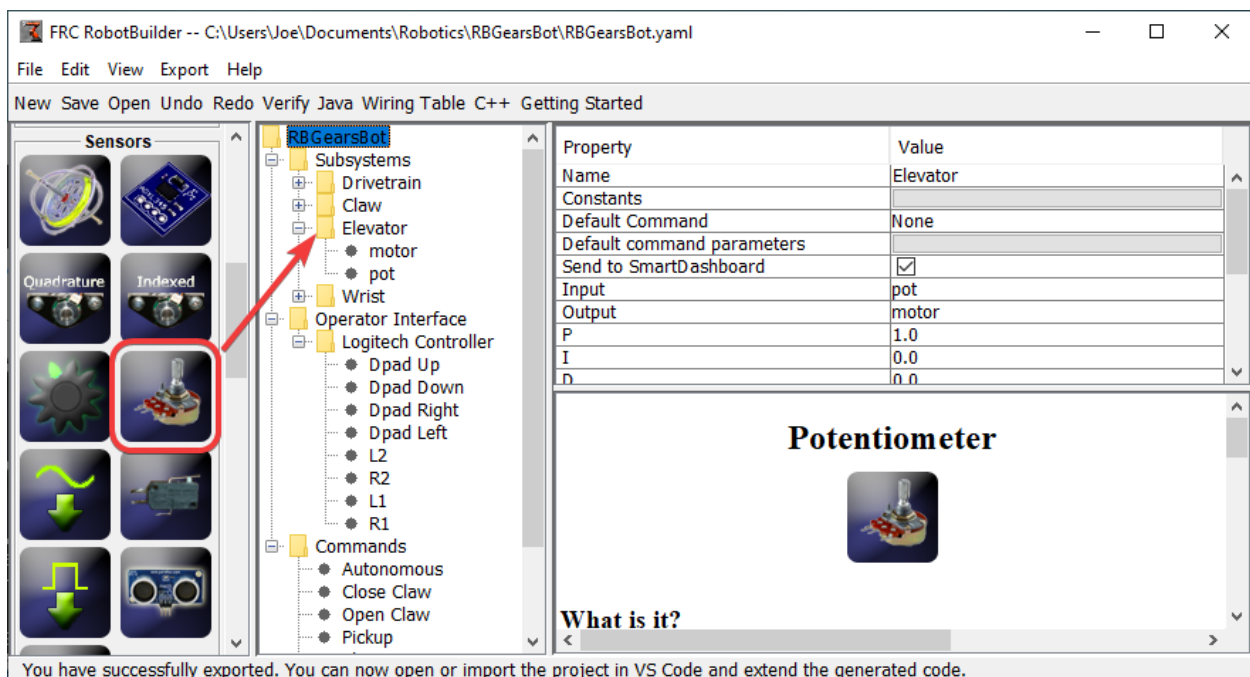 FRC RobotBuilder -- C:\Users\Joe\Documents\Robotics\RBGearsBot\RBGearsBot.yaml
File Edit View Export Help
New Save Open Undo Redo Verify Java Wiring Table C++ Getting Started
Sensors
Quadrature
Indexed
RBGearsBot
Subsystems
Drivetrain
Claw
Elevator
motor
pot
Wrist
Operator Interface
Logitech Controller
Dpad Up
Dpad Down
Dpad Right
Dpad Left
L2
R2
L1
R1
Commands
Autonomous
Close Claw
Open Claw
Pickup
Property Value
Name Elevator
Constants
Default Command None
Default command parameters
Send to SmartDashboard
Input pot
Output motor
P 1.0
I 0.0
D 0.0
Potentiometer
What is it?
You have successfully exported. You can now open or import the project in VS Code and extend the generated code.